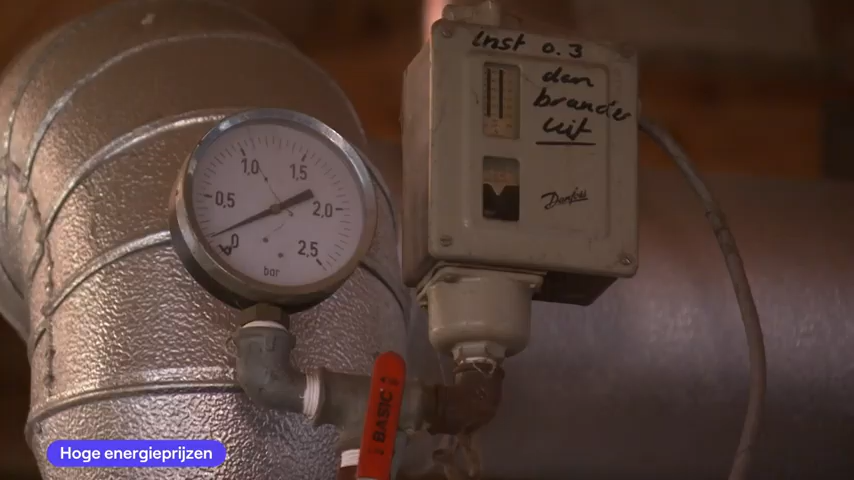 Inst 0.3
dan
brander
uit
Danfoss
1,0
1,5
0,5
2,0
0
2.5
bar
BASIC
Hoge energieprijzen